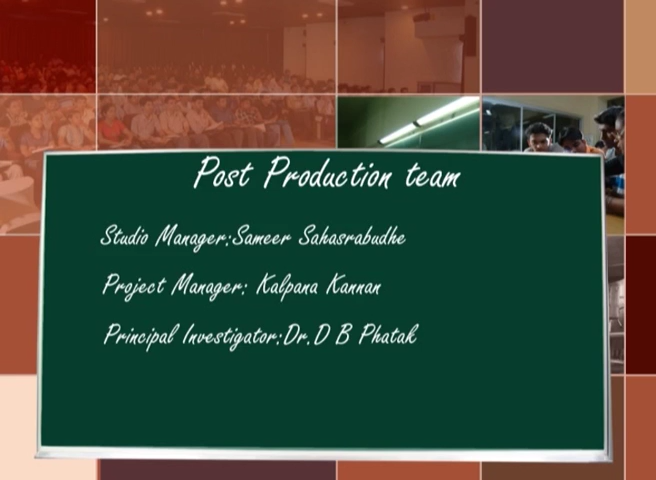 Post Production team
Studio Manager:Sameer Sahasrabudhe
Project Manager: Kalpana Kannan
Principal Investigator:Dr.D B Phatak